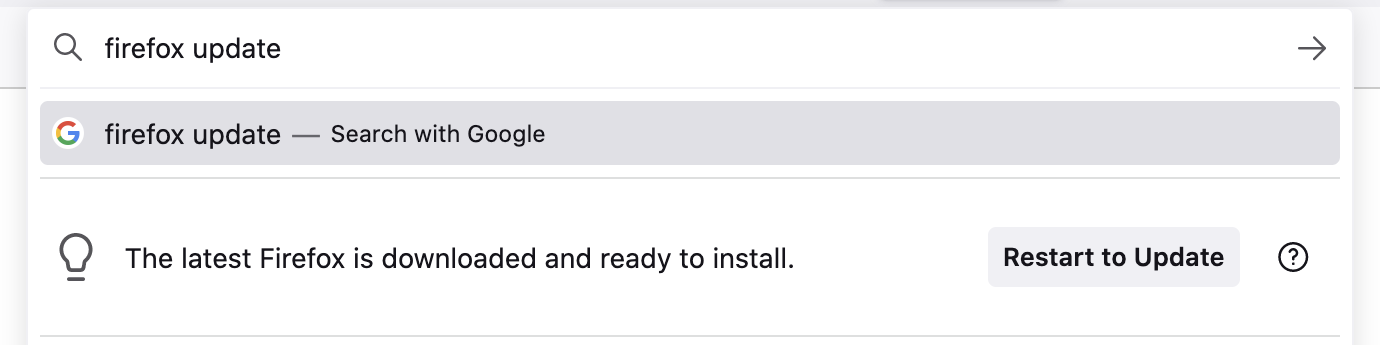 firefox update
firefox update — Search with Google
The latest Firefox is downloaded and ready to install. Restart to Update